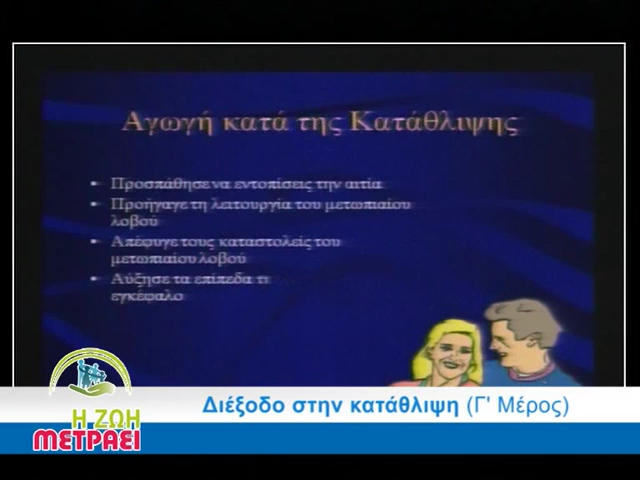 Αγωγή κατά της Κατάθλιψης
• Προσπάθησε να εντοπίσεις την αιτία
• Προήγαγε τη λειτουργία του μετωπιαίου
λοβού
• Απέφυγε τους καταστολείς του
μετωπιαίου λοβού
• Αύξησε τα επίπεδα τι
εγκέφαλο
Διέξοδο στην κατάθλιψη (Γ' Μέρος)
Η ΖΩΗ
ΜΕΤΡΑΕΙ